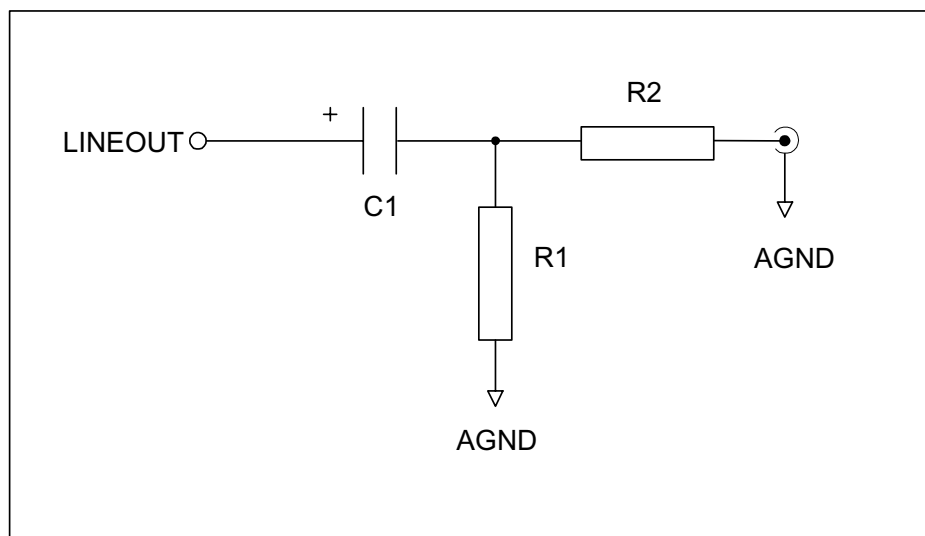 R2
+
LINEOUT
C1
R1
AGND
AGND